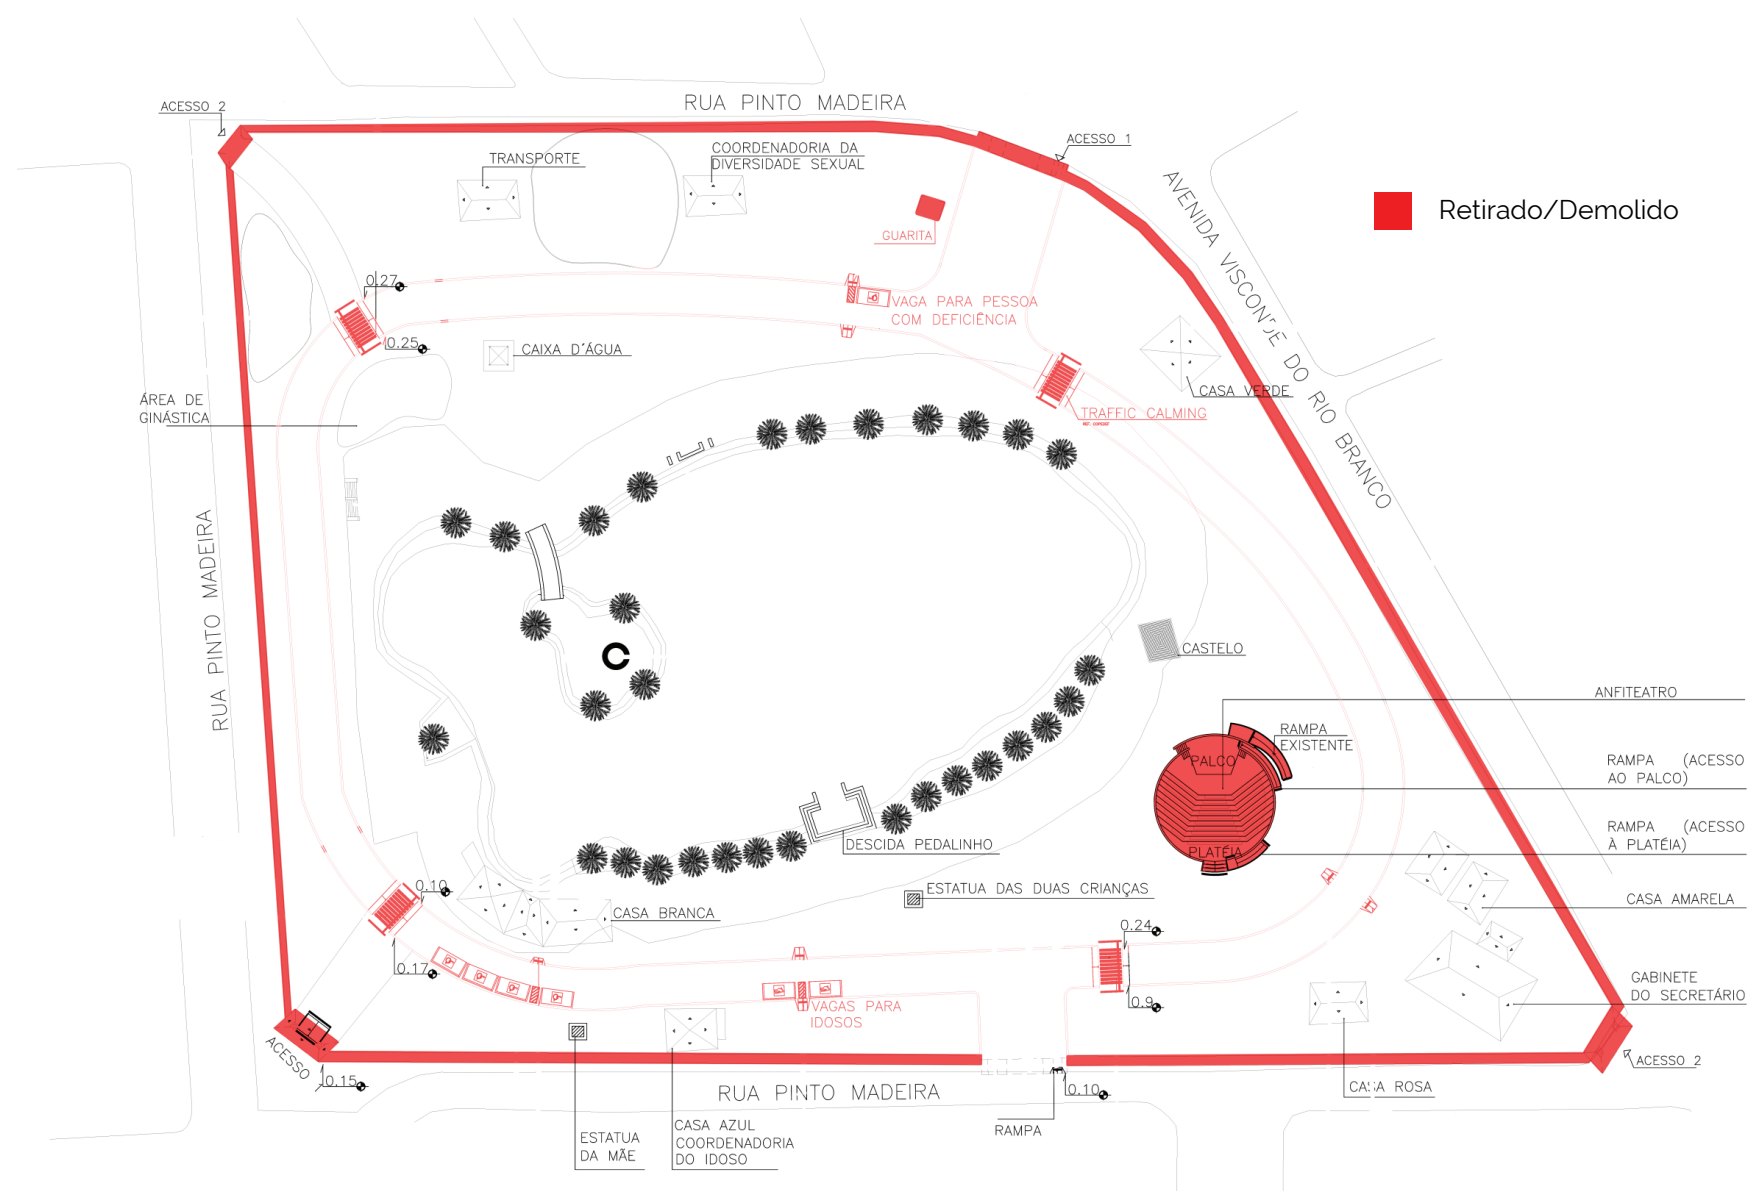 RUA PINTO MADEIRA
ACESSO 2
ACESSO 1
COORDENADORIA DA
DIVERSIDADE SEXUAL
TRANSPORTE
AVENIDA VISCONDE DO RIO BRANCO
Retirado/Demolido
GUARITA
0.27
VAGA PARA PESSOA
COM DEFICIÊNCIA
0.25
CAIXA D´ÁGUA
CASA VERDE
ÁREA DE
GINÁSTICA
TRAFFIC CALMING
RUA PINTO MADEIRA
C
CASTELO
ANFITEATRO
RAMPA
EXISTENTE
PALCO
RAMPA (ACESSO
AO PALCO)
RAMPA (ACESSO
À PLATÉIA)
PLATÉIA
DESCIDA PEDALINHO
0.10
ESTATUA DAS DUAS CRIANÇAS
CASA AMARELA
CASA BRANCA
0.24
0.17
GABINETE
DO SECRETÁRIO
0.9
VAGAS PARA
IDOSOS
ACESSO
ACESSO 2
0.15
RUA PINTO MADEIRA
0.10
CASA ROSA
RAMPA
ESTATUA
DA MÃE
CASA AZUL
COORDENADORIA
DO IDOSO